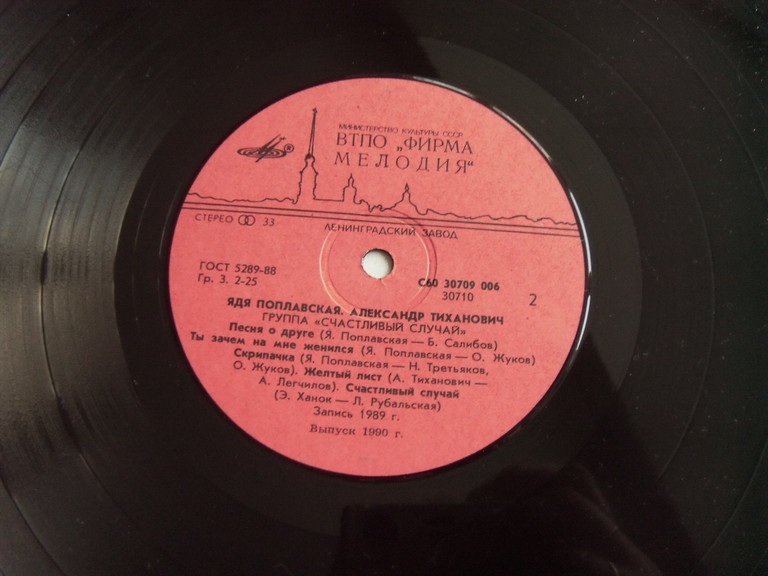 МИНИСТЕРСТВО КУЛЬТУРЫ СССР
ВТПО „ФИРМА
МЕЛОДИЯ“
®
СТЕРЕО 33
ЛЕНИНГРАДСКИЙ ЗАВОД
ГОСТ 5289-88
Гр. 3. 2-25
С60 30709 006
30710
2
ЯДЯ ПОПЛАВСКАЯ. АЛЕКСАНДР ТИХАНОВИЧ
ГРУППА «СЧАСТЛИВЫЙ СЛУЧАЙ»
Песня о друге (Я. Поплавская — Б. Салибов)
Ты зачем на мне женился (Я. Поплавская — О. Жуков)
Скрипачка (Я. Поплавская — Н. Третьяков,
О. Жуков). Желтый лист (А. Тиханович —
А. Легчилов). Счастливый случай
(Э. Ханок — Л. Рубальская)
Запись 1989 г.
Выпуск 1990 г.